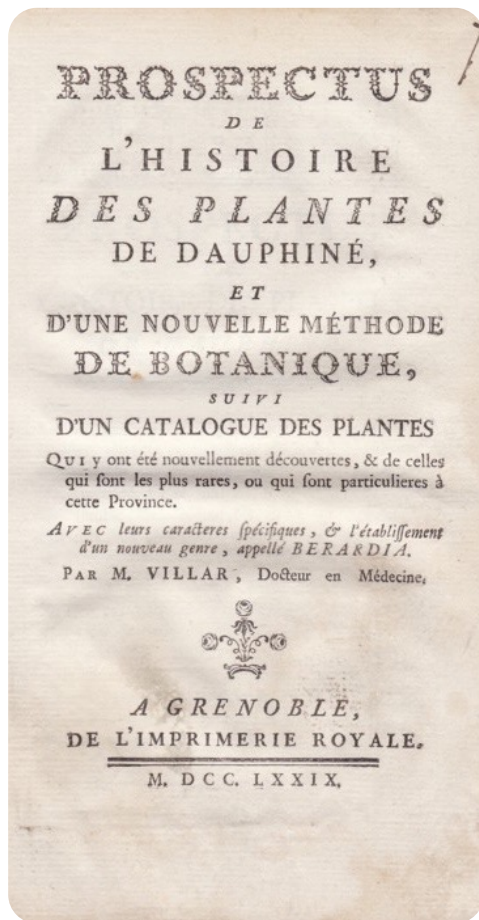 PROSPECTUS
DE
L'HISTOIRE
DES PLANTES
DE DAUPHINÉ,
ET
D'UNE NOUVELLE MÉTHODE
DE BOTANIQUE,
SUIVI
D'UN CATALOGUE DES PLANTES
QUI y ont été nouvellement découvertes, & de celles
qui ſont les plus rares, ou qui ſont particulieres à
cette Province.
AVEC leurs caracteres ſpécifiques, & l'établiſſement
d'un nouveau genre, appellé BERARDIA.
PAR M. VILLAR, Docteur en Médecine.
A GRENOBLE,
DE L'IMPRIMERIE ROYALE.
M. DCC. LXXIX.